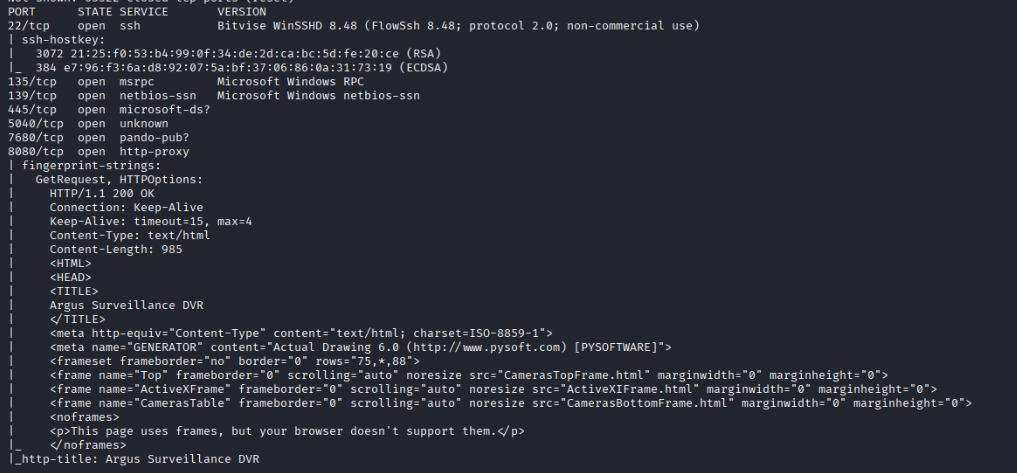 PORT STATE SERVICE VERSION
22/tcp open ssh Bitvise WinSSHD 8.48 (FlowSsh 8.48; protocol 2.0; non-commercial use)
| ssh-hostkey:
| 3072 21:25:f0:53:b4:99:0f:34:de:2d:ca:bc:5d:fe:20:ce (RSA)
|_ 384 e7:96:f3:6a:d8:92:07:5a:bf:37:06:86:0a:31:73:19 (ECDSA)
135/tcp open msrpc Microsoft Windows RPC
139/tcp open netbios-ssn Microsoft Windows netbios-ssn
445/tcp open microsoft-ds?
5040/tcp open unknown
7680/tcp open pando-pub?
8080/tcp open http-proxy
| fingerprint-strings:
| GetRequest, HTTPOptions:
| HTTP/1.1 200 OK
| Connection: Keep-Alive
| Keep-Alive: timeout=15, max=4
| Content-Type: text/html
| Content-Length: 985
| <HTML>
| <HEAD>
| <TITLE>
| Argus Surveillance DVR
| </TITLE>
| <meta http-equiv="Content-Type" content="text/html; charset=ISO-8859-1">
| <meta name="GENERATOR" content="Actual Drawing 6.0 (http://www.pysoft.com) [PYSOFTWARE]">
| <frameset frameborder="no" border="0" rows="75,*,88">
| <frame name="Top" frameborder="0" scrolling="auto" noresize src="CamerasTopFrame.html" marginwidth="0" marginheight="0">
| <frame name="ActiveXFrame" frameborder="0" scrolling="auto" noresize src="ActiveXIFrame.html" marginwidth="0" marginheight="0">
| <frame name="CamerasTable" frameborder="0" scrolling="auto" noresize src="CamerasBottomFrame.html" marginwidth="0" marginheight="0">
| <noframes>
| <p>This page uses frames, but your browser doesn't support them.</p>
|_ </noframes>
|_http-title: Argus Surveillance DVR